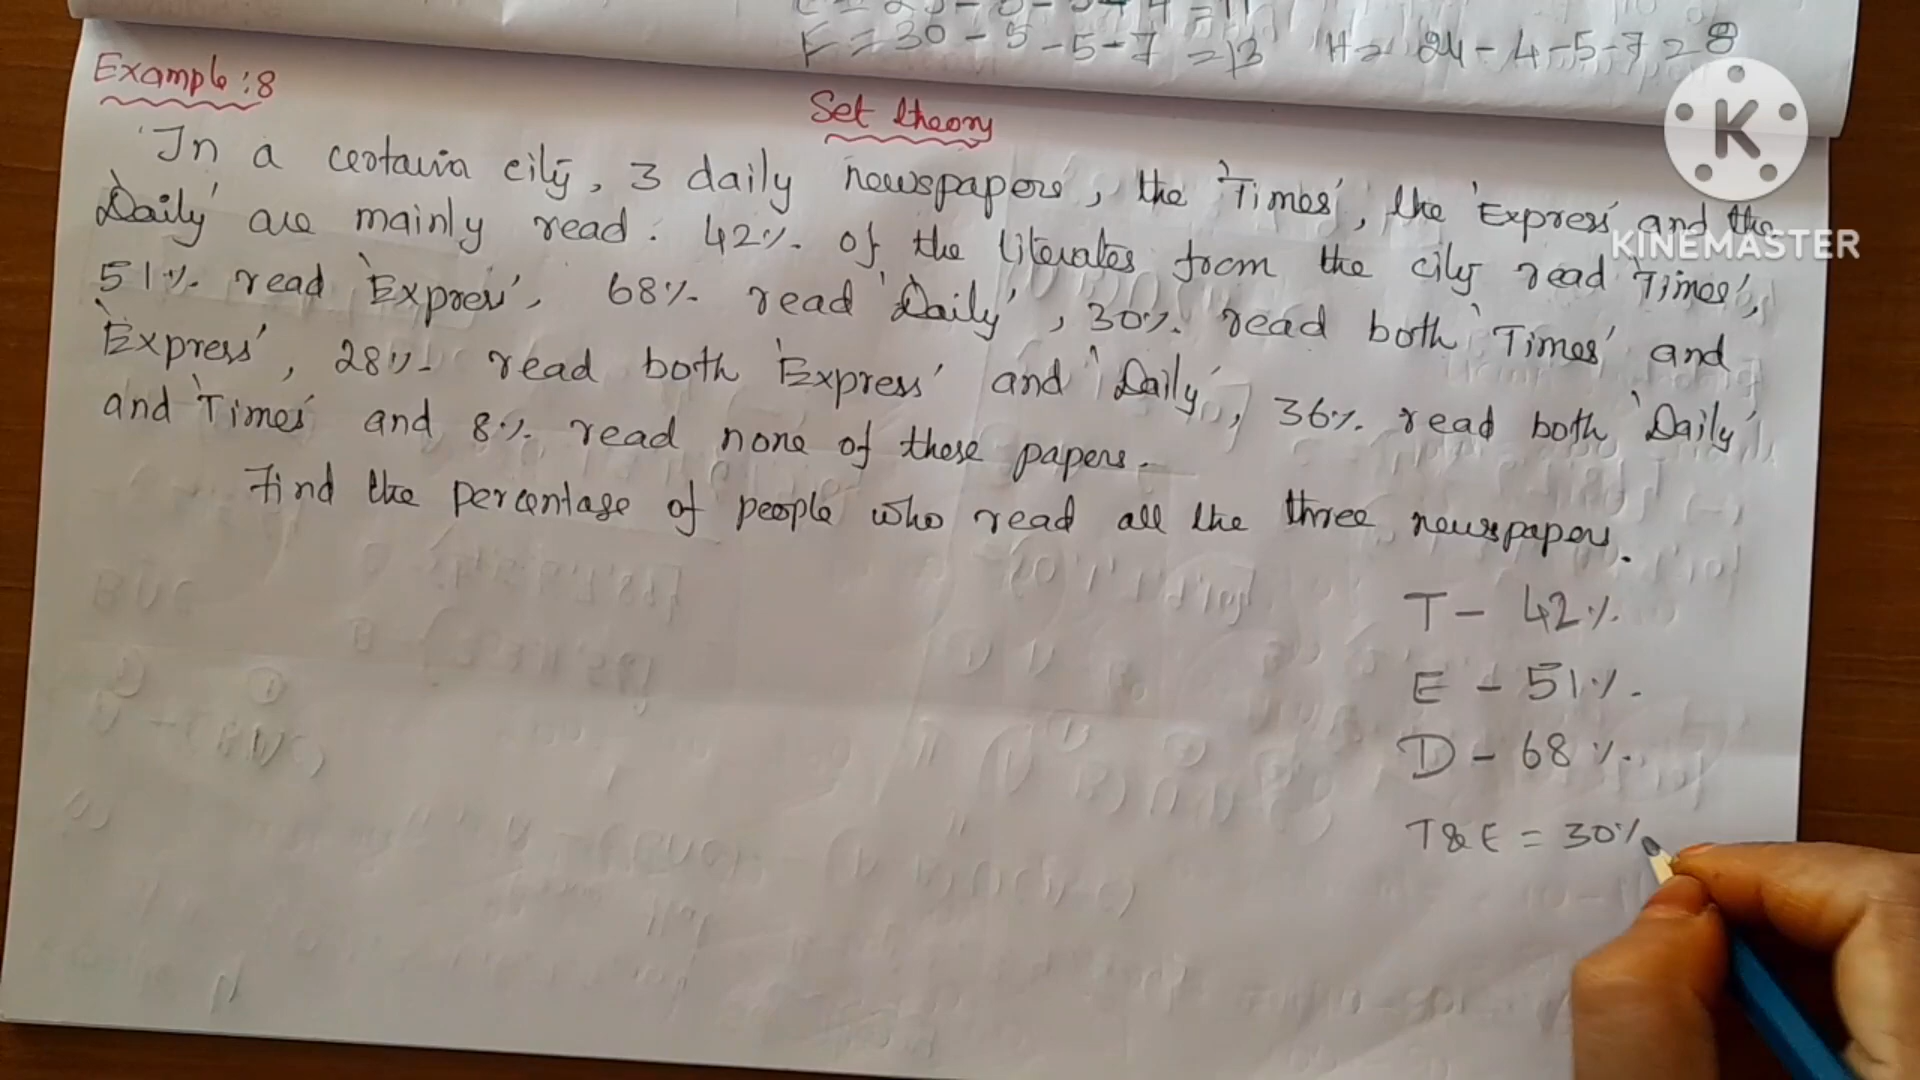 F = 30 - 5 - 5 - 7 = 13 H = 24 - 4 - 5 - 7 = 8
Example : 8
Set theory
K
In a certain city, 3 daily newspapers, the 'Times', the 'Express' and the
'Daily' are mainly read. 42% of the literates from the city read 'Times',
KINEMASTER
51% read 'Express', 68% read 'Daily', 30% read both 'Times' and
'Express', 28% read both 'Express' and 'Daily', 36% read both 'Daily'
and 'Times' and 8% read none of these papers.
Find the percentage of people who read all the three newspapers.
T - 42%
E - 51%.
D - 68%.
T & E = 30%